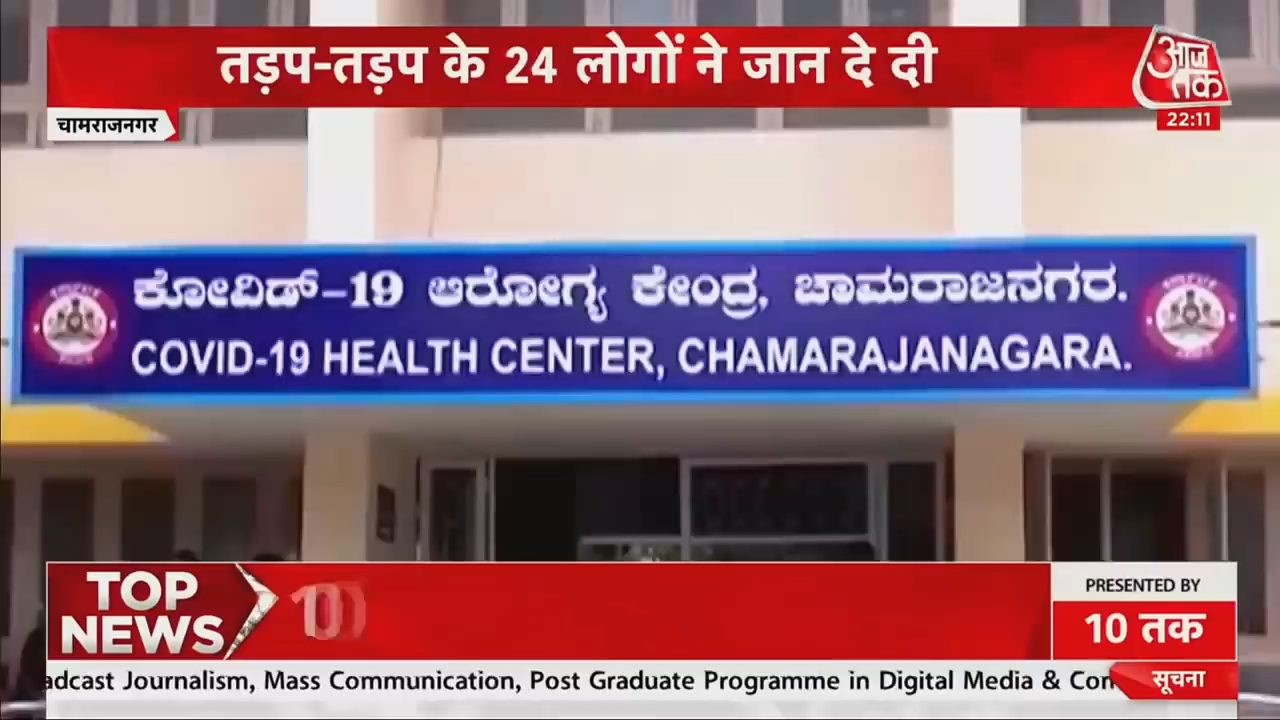 तड़प-तड़प के 24 लोगों ने जान दे दी
आज
तक
22:11
चामराजनगर
ಕೋವಿಡ್-19 ಆರೋಗ್ಯ ಕೇಂದ್ರ, ಚಾಮರಾಜನಗರ.
COVID-19 HEALTH CENTER, CHAMARAJANAGARA.
TOP
NEWS
PRESENTED BY
10 तक
adcast Journalism, Mass Communication, Post Graduate Programme in Digital Media & Con
सूचना